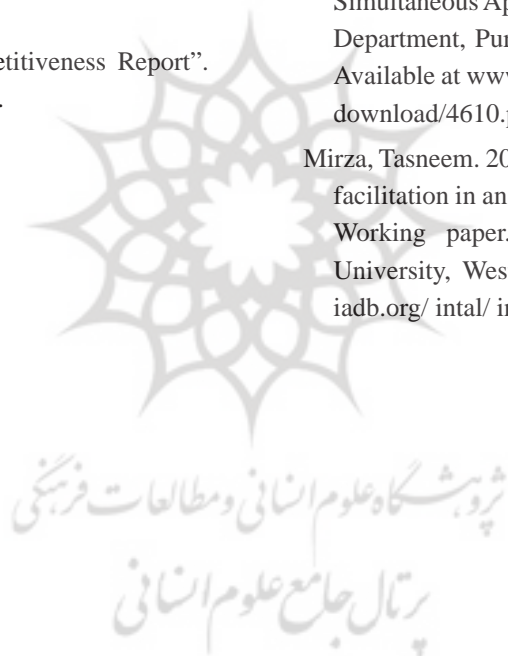 etitiveness Report”.
.
Simultaneous Ap
Department, Pur
Available at www
download/4610.p
Mirza, Tasneem. 20
facilitation in an
Working paper.
University, Wes
iadb.org/ intal/ i
پژوهشگاه علوم انسانی و مطالعات فرهنگی
پرتال جامع علوم انسانی